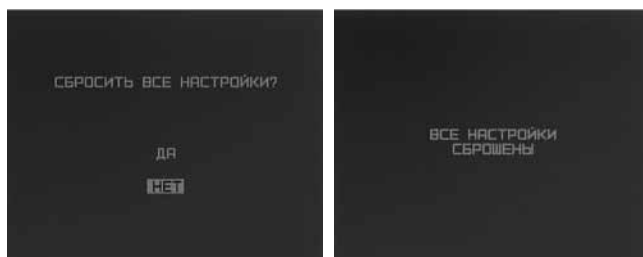 СБРОСИТЬ ВСЕ НАСТРОЙКИ?
ДА
НЕТ
ВСЕ НАСТРОЙКИ
СБРОШЕНЫ